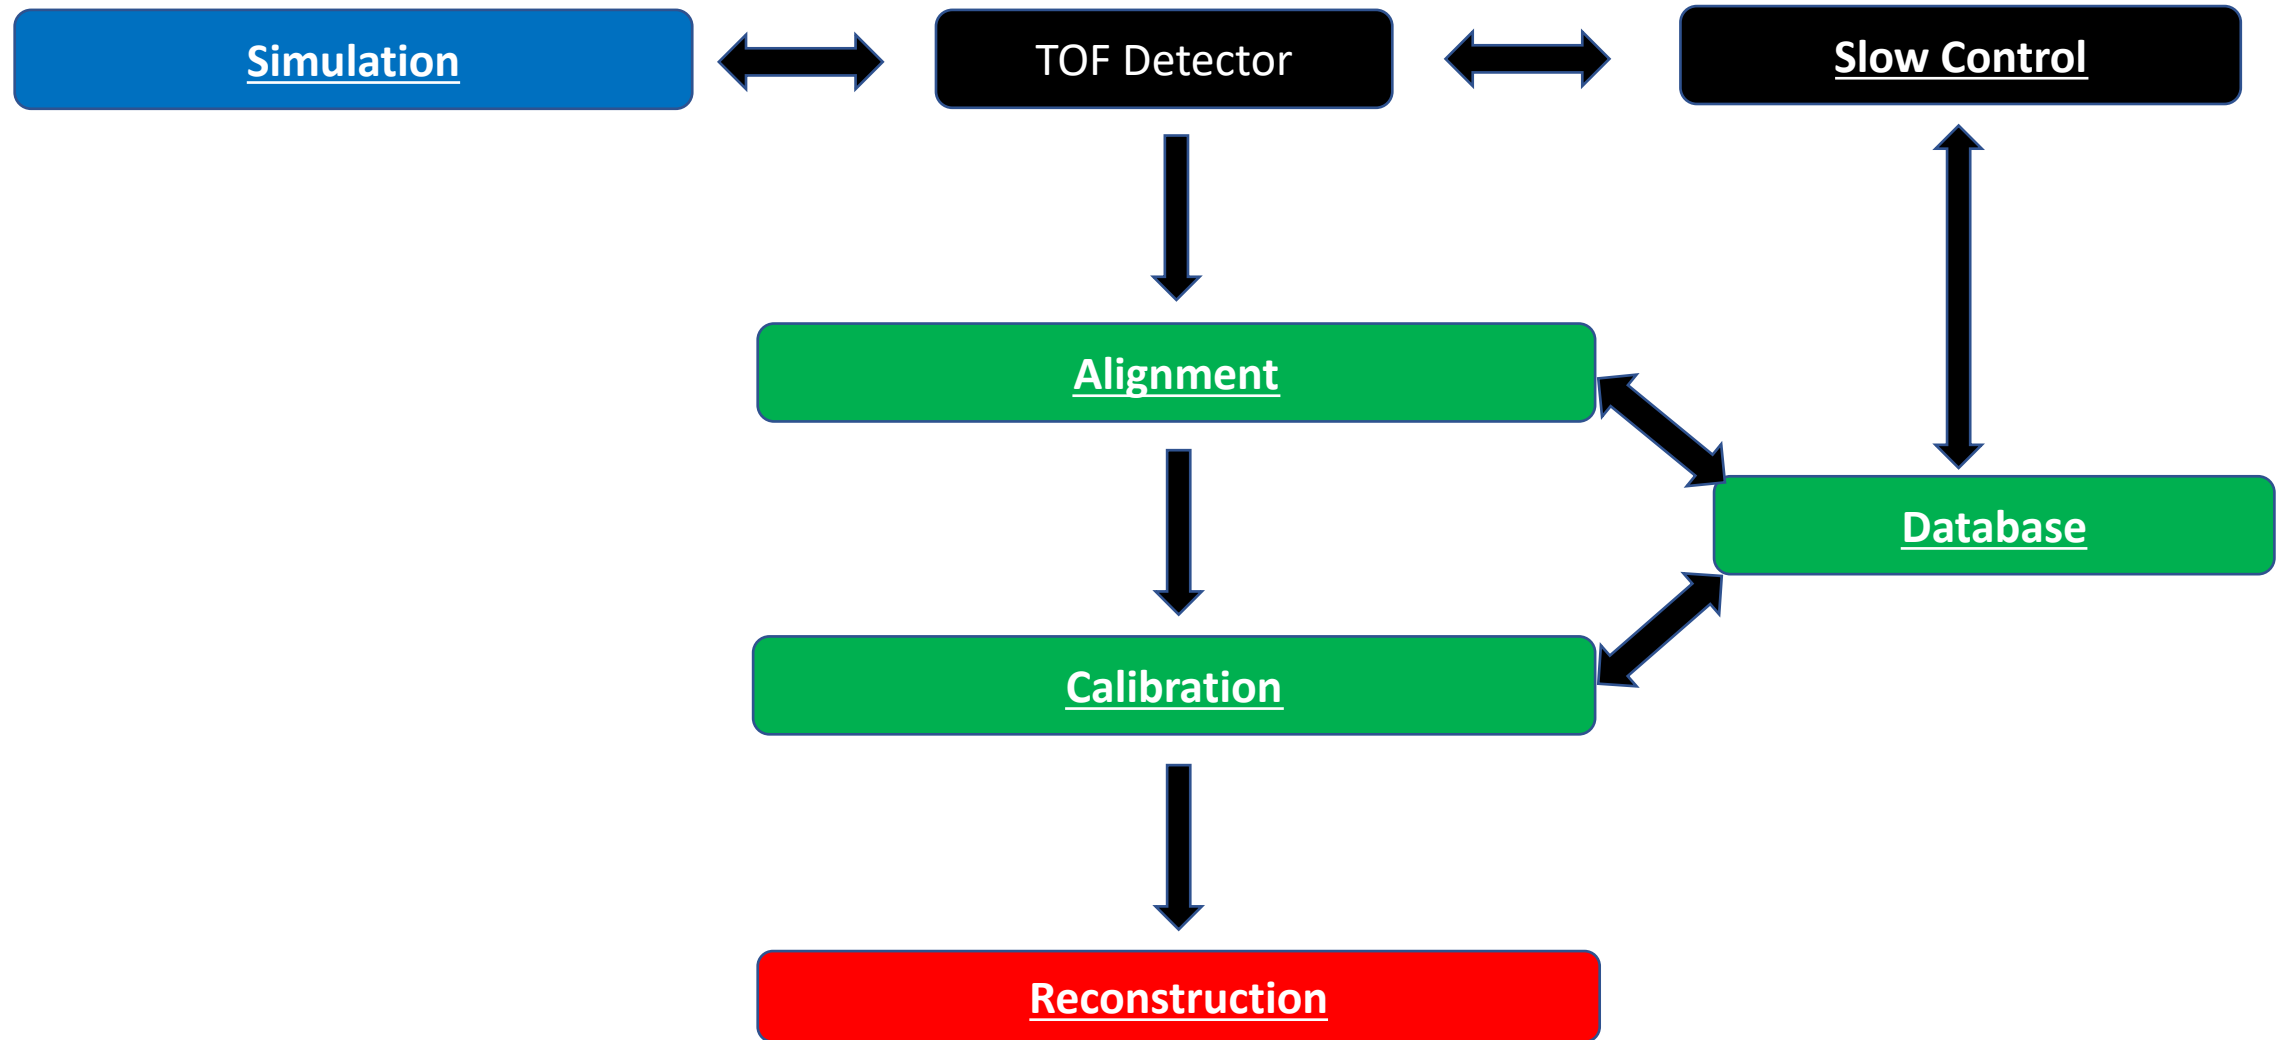 Simulation
TOF Detector
Slow Control
Alignment
Database
Calibration
Reconstruction